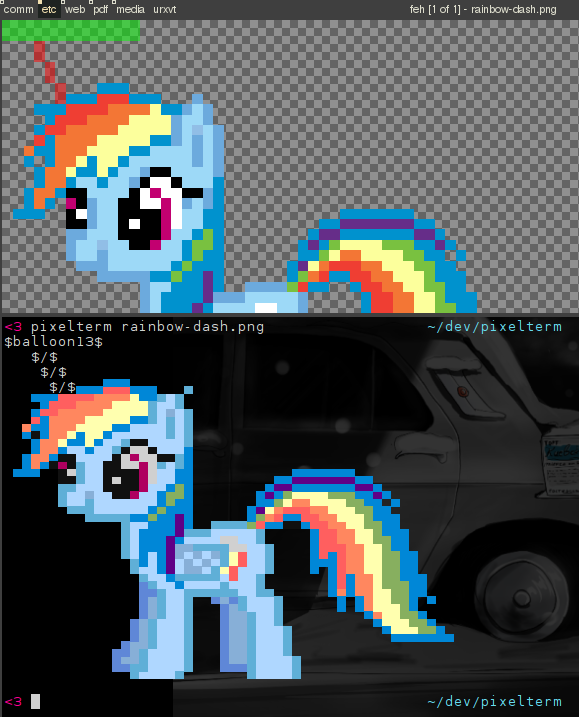 comm etc web pdf media urxvt feh [1 of 1] - rainbow-dash.png
<3 pixelterm rainbow-dash.png ~/dev/pixelterm
$balloon13$
$/$
$/$
$/$
<3 ~/dev/pixelterm